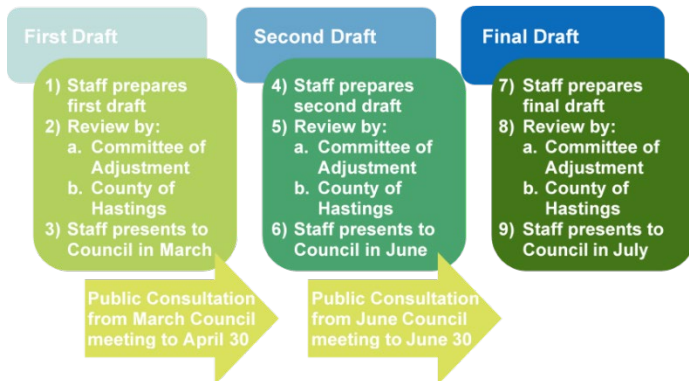 First Draft
1) Staff prepares
first draft
2) Review by:
a. Committee of
Adjustment
b. County of
Hastings
3) Staff presents to
Council in March
Public Consultation
from March Council
meeting to April 30
Second Draft
4) Staff prepares
second draft
5) Review by:
a. Committee of
Adjustment
b. County of
Hastings
6) Staff presents to
Council in June
Public Consultation
from June Council
meeting to June 30
Final Draft
7) Staff prepares
final draft
8) Review by:
a. Committee of
Adjustment
b. County of
Hastings
9) Staff presents to
Council in July